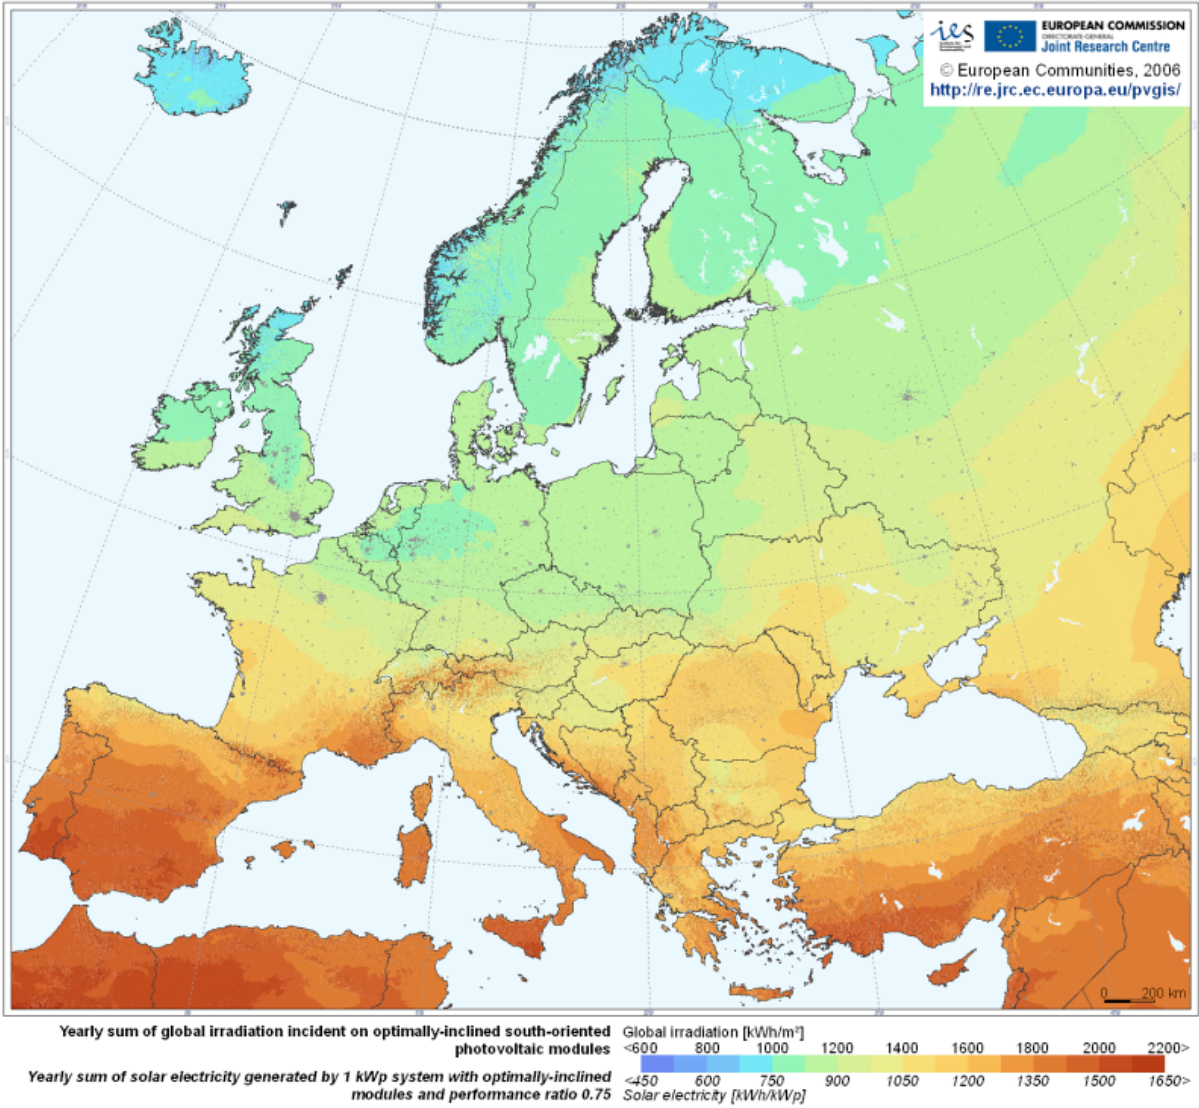 ies
EUROPEAN COMMISSION
DIRECTORATE-GENERAL
Joint Research Centre
© European Communities, 2006
http://re.jrc.ec.europa.eu/pvgis/
0 200 km
Yearly sum of global irradiation incident on optimally-inclined south-oriented
photovoltaic modules
Yearly sum of solar electricity generated by 1 kWp system with optimally-inclined
modules and performance ratio 0.75
Global irradiation [kWh/m²]
<600 800 1000 1200 1400 1600 1800 2000 2200>
<450 600 750 900 1050 1200 1350 1500 1650>
Solar electricity [kWh/kWp]